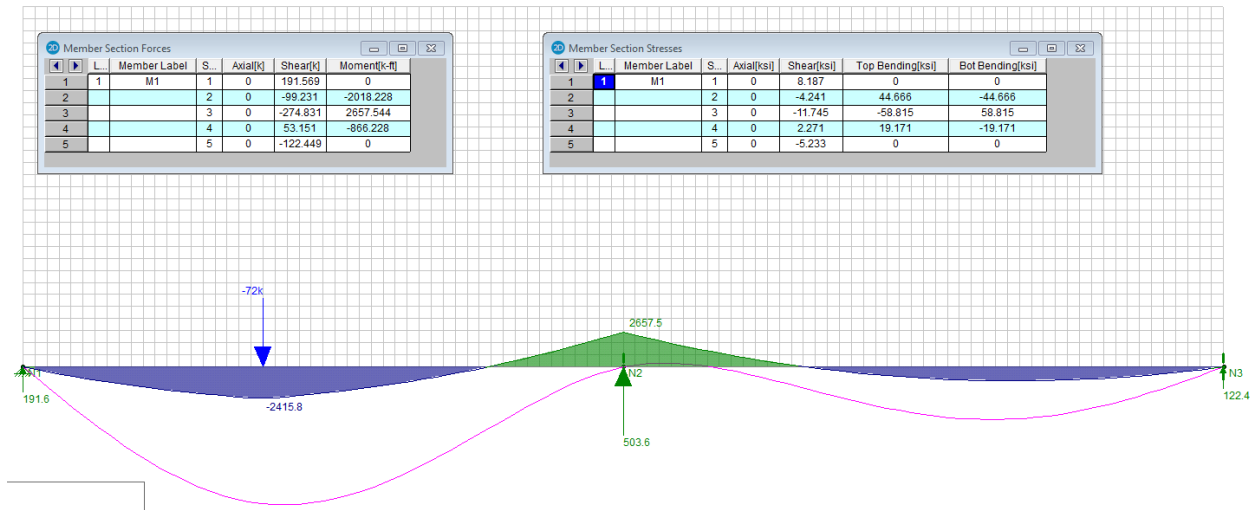 2D Member Section Forces
L... Member Label S... Axial[k] Shear[k] Moment[k-ft]
1 1 M1 1 0 191.569 0
2 2 0 -99.231 -2018.228
3 3 0 -274.831 2657.544
4 4 0 53.151 -866.228
5 5 0 -122.449 0
2D Member Section Stresses
L... Member Label S... Axial[ksi] Shear[ksi] Top Bending[ksi] Bot Bending[ksi]
1 1 M1 1 0 8.187 0 0
2 2 0 -4.241 44.666 -44.666
3 3 0 -11.745 -58.815 58.815
4 4 0 2.271 19.171 -19.171
5 5 0 -5.233 0 0
-72k
2657.5
N2 N3
191.6 122.4
-2415.8
503.6